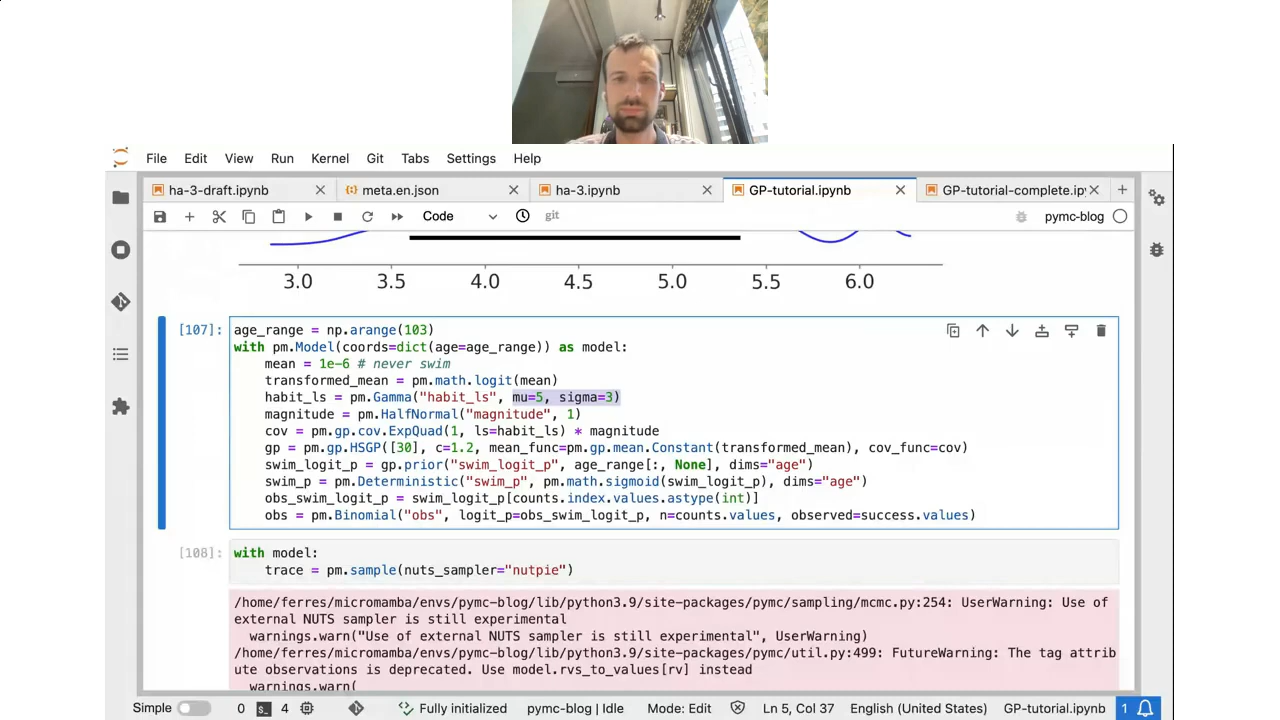 File Edit View Run Kernel Git Tabs Settings Help
ha-3-draft.ipynb meta.en.json ha-3.ipynb GP-tutorial.ipynb GP-tutorial-complete.ipy
Code git pymc-blog
3.0 3.5 4.0 4.5 5.0 5.5 6.0
[107]: age_range = np.arange(103)
with pm.Model(coords=dict(age=age_range)) as model:
    mean = 1e-6 # never swim
    transformed_mean = pm.math.logit(mean)
    habit_ls = pm.Gamma("habit_ls", mu=5, sigma=3)
    magnitude = pm.HalfNormal("magnitude", 1)
    cov = pm.gp.cov.ExpQuad(1, ls=habit_ls) * magnitude
    gp = pm.gp.HSGP([30], c=1.2, mean_func=pm.gp.mean.Constant(transformed_mean), cov_func=cov)
    swim_logit_p = gp.prior("swim_logit_p", age_range[:, None], dims="age")
    swim_p = pm.Deterministic("swim_p", pm.math.sigmoid(swim_logit_p), dims="age")
    obs_swim_logit_p = swim_logit_p[counts.index.values.astype(int)]
    obs = pm.Binomial("obs", logit_p=obs_swim_logit_p, n=counts.values, observed=success.values)
[108]: with model:
    trace = pm.sample(nuts_sampler="nutpie")
/home/ferres/micromamba/envs/pymc-blog/lib/python3.9/site-packages/pymc/sampling/mcmc.py:254: UserWarning: Use of
external NUTS sampler is still experimental
  warnings.warn("Use of external NUTS sampler is still experimental", UserWarning)
/home/ferres/micromamba/envs/pymc-blog/lib/python3.9/site-packages/pymc/util.py:499: FutureWarning: The tag attrib
ute observations is deprecated. Use model.rvs_to_values[rv] instead
  warnings.warn(
Simple 0 4 Fully initialized pymc-blog | Idle Mode: Edit Ln 5, Col 37 English (United States) GP-tutorial.ipynb 1